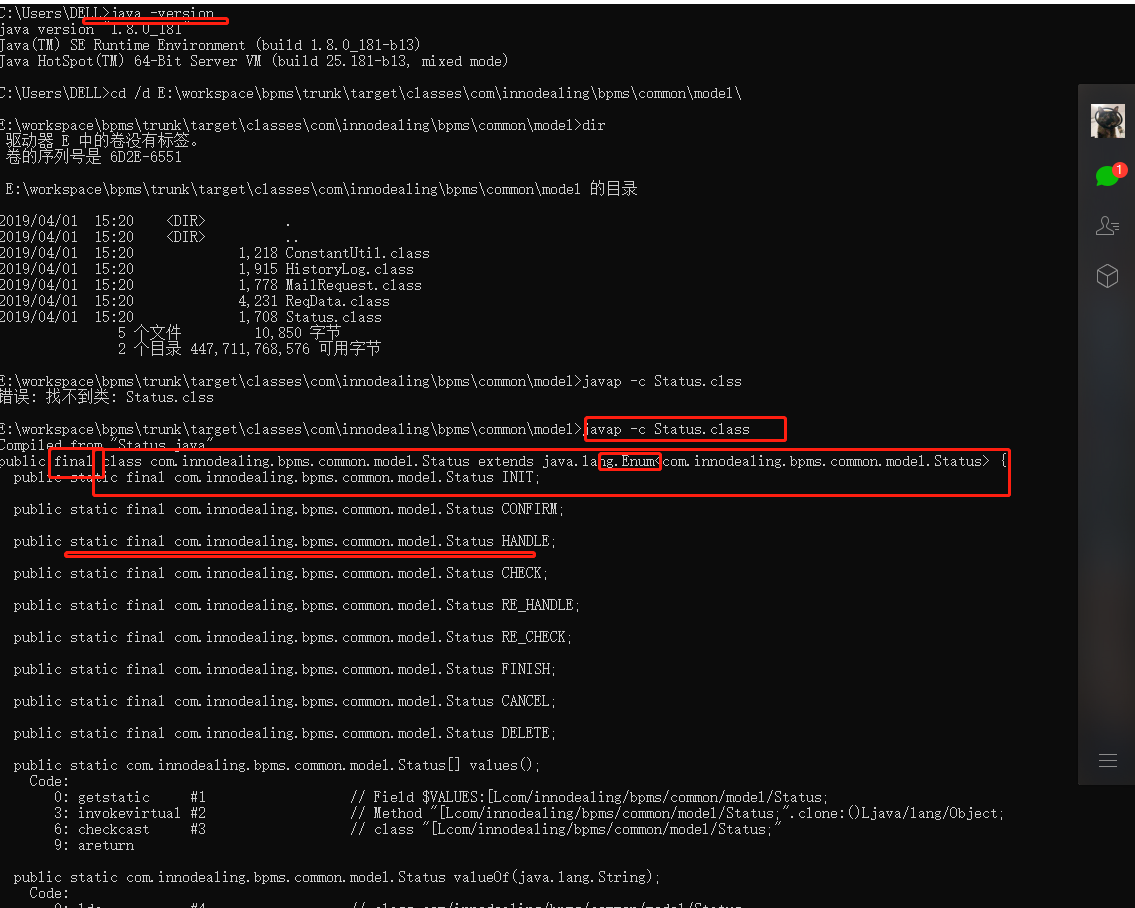 C:\Users\DELL>java -version
java version "1.8.0_181"
Java(TM) SE Runtime Environment (build 1.8.0_181-b13)
Java HotSpot(TM) 64-Bit Server VM (build 25.181-b13, mixed mode)
C:\Users\DELL>cd /d E:\workspace\bpms\trunk\target\classes\com\innodealing\bpms\common\model\
E:\workspace\bpms\trunk\target\classes\com\innodealing\bpms\common\model>dir
驱动器 E 中的卷没有标签。
卷的序列号是 6D2E-6551
E:\workspace\bpms\trunk\target\classes\com\innodealing\bpms\common\model 的目录
2019/04/01 15:20 <DIR> .
2019/04/01 15:20 <DIR> ..
2019/04/01 15:20 1,218 ConstantUtil.class
2019/04/01 15:20 1,915 HistoryLog.class
2019/04/01 15:20 1,778 MailRequest.class
2019/04/01 15:20 4,231 ReqData.class
2019/04/01 15:20 1,708 Status.class
5 个文件 10,850 字节
2 个目录 447,711,768,576 可用字节
E:\workspace\bpms\trunk\target\classes\com\innodealing\bpms\common\model>javap -c Status.clss
错误: 找不到类: Status.clss
E:\workspace\bpms\trunk\target\classes\com\innodealing\bpms\common\model>javap -c Status.class
Compiled from "Status.java"
public final class com.innodealing.bpms.common.model.Status extends java.lang.Enum<com.innodealing.bpms.common.model.Status> {
public static final com.innodealing.bpms.common.model.Status INIT;
public static final com.innodealing.bpms.common.model.Status CONFIRM;
public static final com.innodealing.bpms.common.model.Status HANDLE;
public static final com.innodealing.bpms.common.model.Status CHECK;
public static final com.innodealing.bpms.common.model.Status RE_HANDLE;
public static final com.innodealing.bpms.common.model.Status RE_CHECK;
public static final com.innodealing.bpms.common.model.Status FINISH;
public static final com.innodealing.bpms.common.model.Status CANCEL;
public static final com.innodealing.bpms.common.model.Status DELETE;
public static com.innodealing.bpms.common.model.Status[] values();
Code:
0: getstatic #1 // Field $VALUES:[Lcom/innodealing/bpms/common/model/Status;
3: invokevirtual #2 // Method "[Lcom/innodealing/bpms/common/model/Status;".clone:()Ljava/lang/Object;
6: checkcast #3 // class "[Lcom/innodealing/bpms/common/model/Status;"
9: areturn
public static com.innodealing.bpms.common.model.Status valueOf(java.lang.String);
Code:
0: ldc #4 // class com/innodealing/bpms/common/model/Status
1